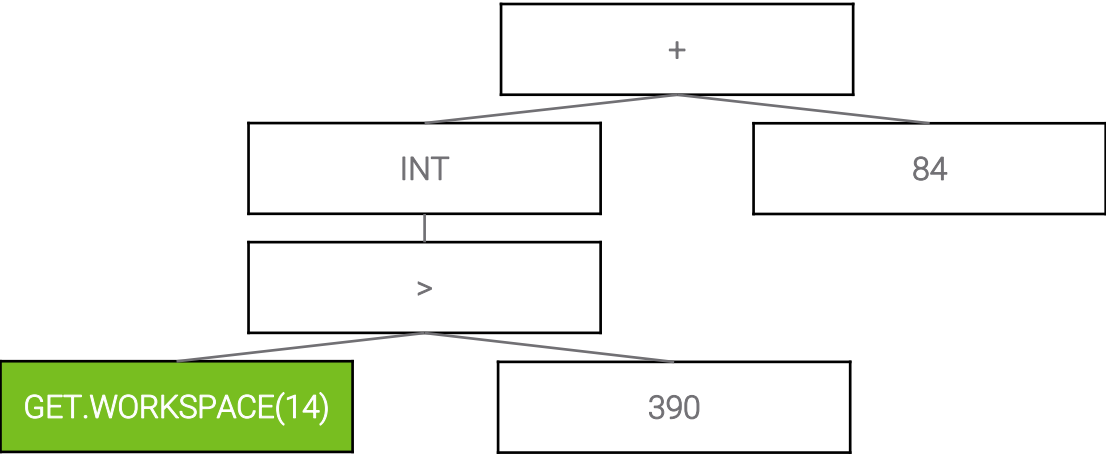 +
INT
84
>
GET.WORKSPACE(14)
390